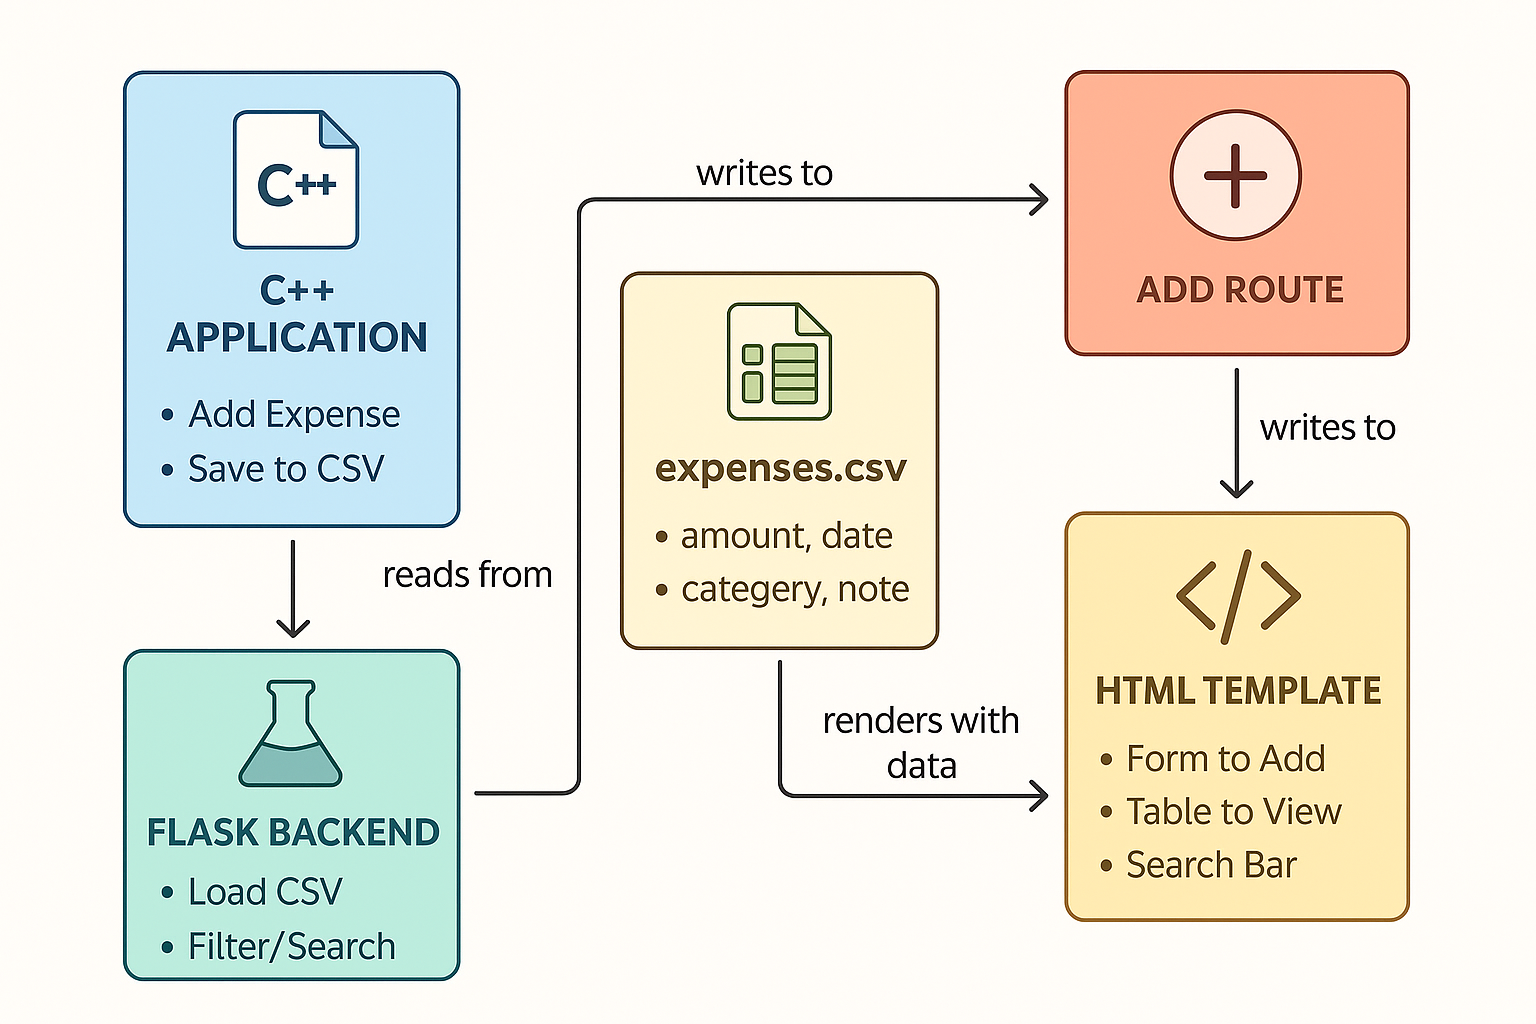 C++
C++
APPLICATION
• Add Expense
• Save to CSV
reads from
FLASK BACKEND
• Load CSV
• Filter/Search
writes to
expenses.csv
• amount, date
• categery, note
renders with
data
ADD ROUTE
writes to
</>
HTML TEMPLATE
• Form to Add
• Table to View
• Search Bar